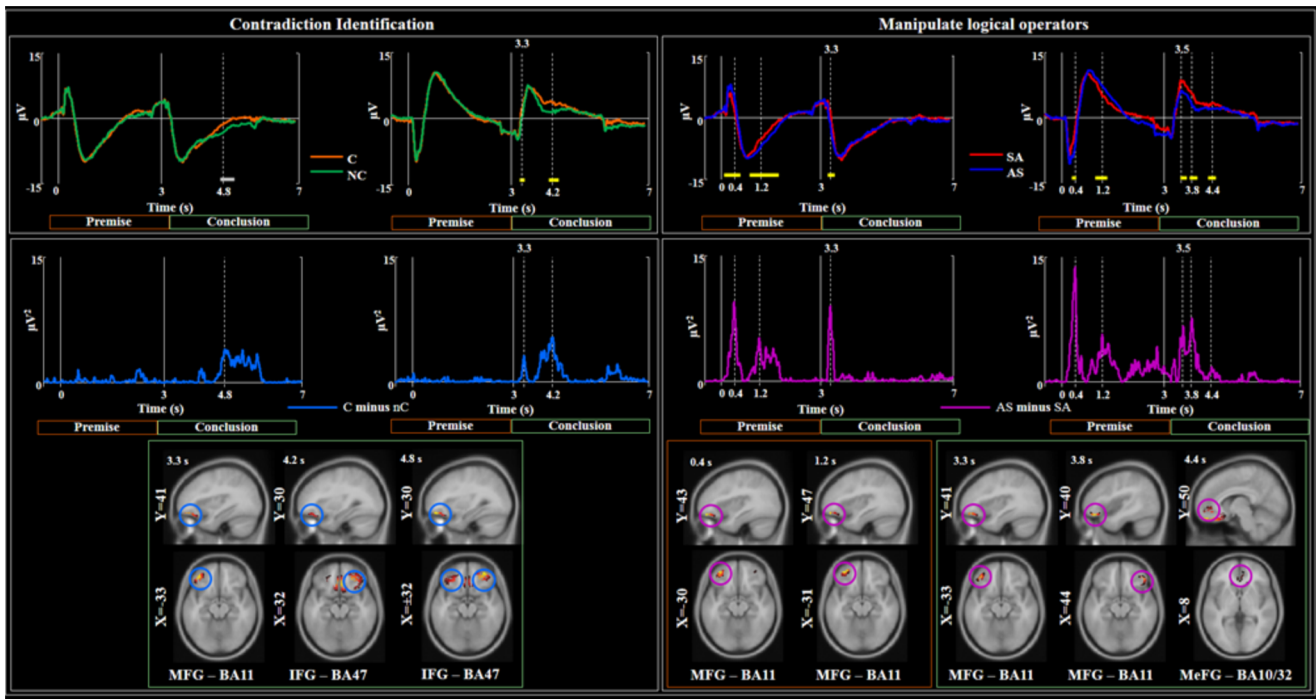 Contradiction Identification
Manipulate logical operators
15
µV
0
-15
0
3
4.8
7
Time (s)
Premise
Conclusion
C
NC
3.3
15
0
-15
0
3
4.2
7
Time (s)
Premise
Conclusion
3.3
15
µV
0
-15
0 0.4 1.2
3
7
Time (s)
Premise
Conclusion
SA
AS
3.5
15
0
-15
0 0.4 1.2
3 3.8 4.4
7
Time (s)
Premise
Conclusion
15
µV²
0
0
3
4.8
7
Time (s)
Premise
Conclusion
C minus nC
3.3
15
0
0
3
4.2
7
Time (s)
Premise
Conclusion
3.3
15
µV²
0
0 0.4 1.2
3
7
Time (s)
Premise
Conclusion
AS minus SA
3.5
15
0
0 0.4 1.2
3 3.8 4.4
7
Time (s)
Premise
Conclusion
3.3 s
4.2 s
4.8 s
Y=41
Y=30
Y=30
X=-33
X=32
X=±32
MFG – BA11
IFG – BA47
IFG – BA47
0.4 s
1.2 s
Y=43
Y=47
X=-30
X=-31
MFG – BA11
MFG – BA11
3.3 s
3.8 s
4.4 s
Y=41
Y=40
Y=50
X=-33
X=44
X=8
MFG – BA11
MFG – BA11
MeFG – BA10/32